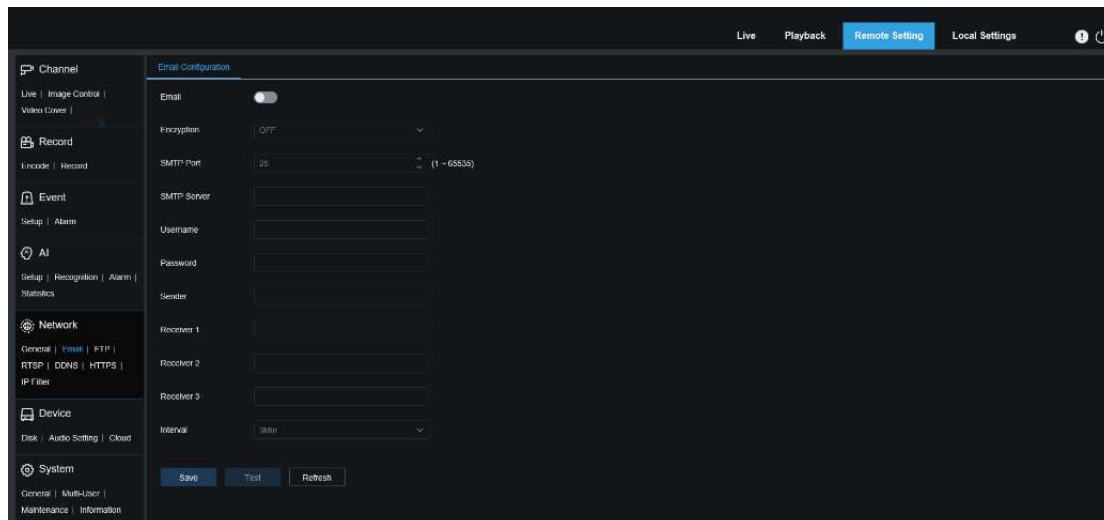 Live Playback Remote Setting Local Settings
Channel
Live | Image Control |
Video Cover |
Record
Encode | Record
Event
Setup | Alarm
AI
Setup | Recognition | Alarm |
Statistics
Network
General | Email | FTP |
RTSP | DDNS | HTTPS |
IP Filter
Device
Disk | Audio Setting | Cloud
System
General | Multi-User |
Maintenance | Information
Email Configuration
Email
Encryption OFF
SMTP Port 25 (1 ~ 65535)
SMTP Server
Username
Password
Sender
Receiver 1
Receiver 2
Receiver 3
Interval 3Min
Save Test Refresh